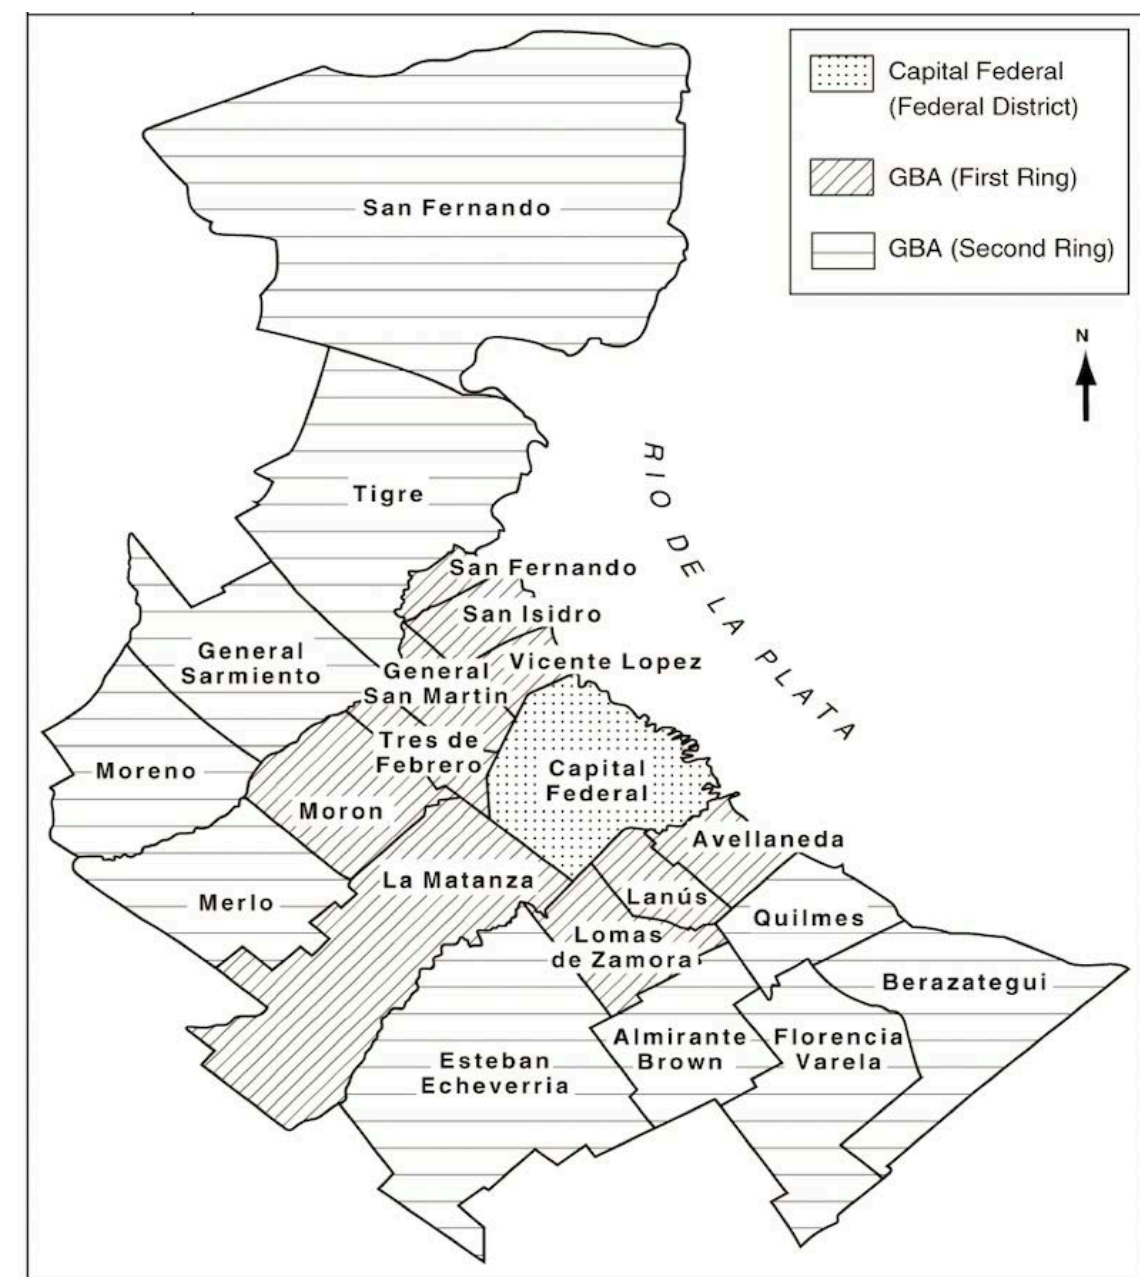 Capital Federal
(Federal District)
GBA (First Ring)
GBA (Second Ring)
N
San Fernando
RIO DE LA PLATA
Tigre
San Fernando
San Isidro
General
Sarmiento
Vicente Lopez
General
San Martin
Tres de
Febrero
Capital
Federal
Moreno
Moron
Avellaneda
La Matanza
Lanús
Merlo
Quilmes
Lomas
de Zamora
Berazategui
Almirante
Brown
Florencia
Varela
Esteban
Echeverria